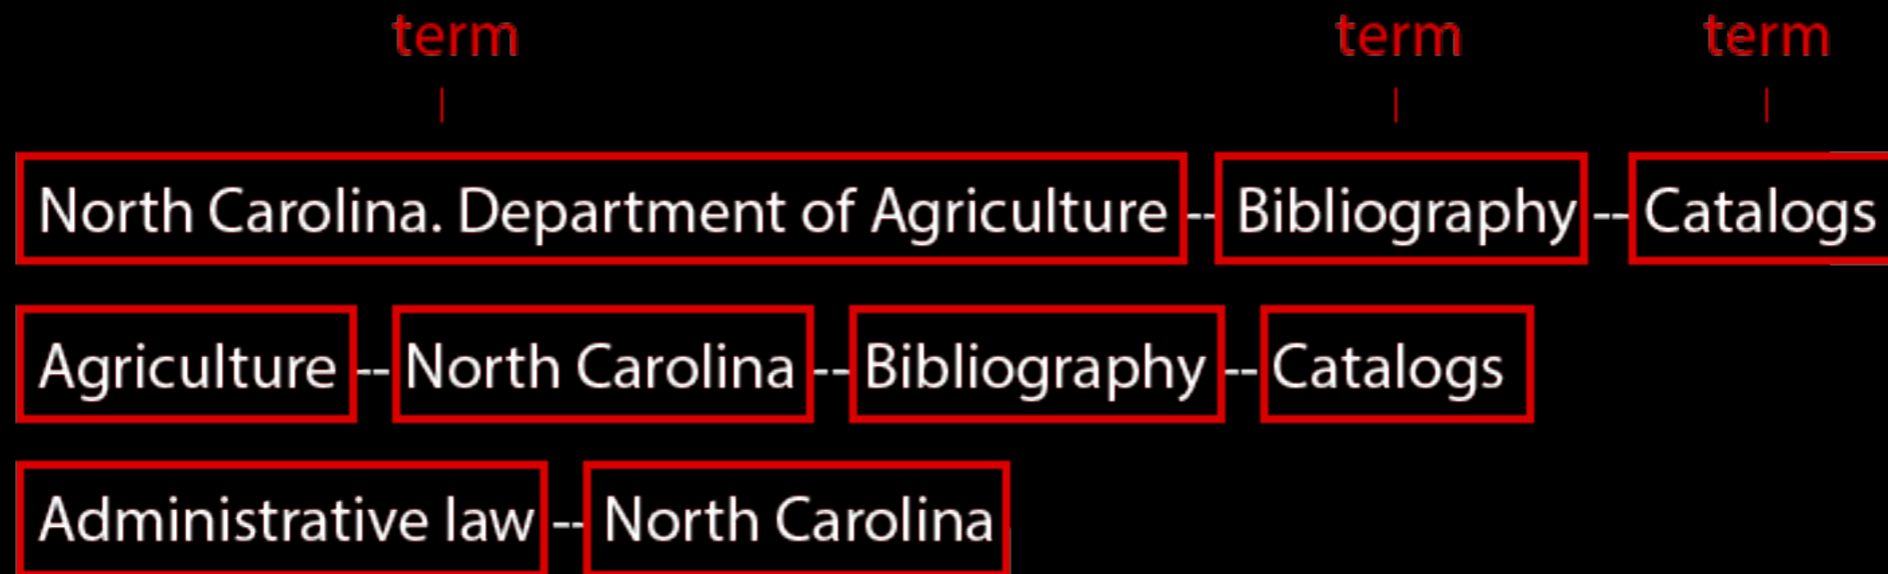 term term term
North Carolina. Department of Agriculture -- Bibliography -- Catalogs
Agriculture -- North Carolina -- Bibliography -- Catalogs
Administrative law -- North Carolina